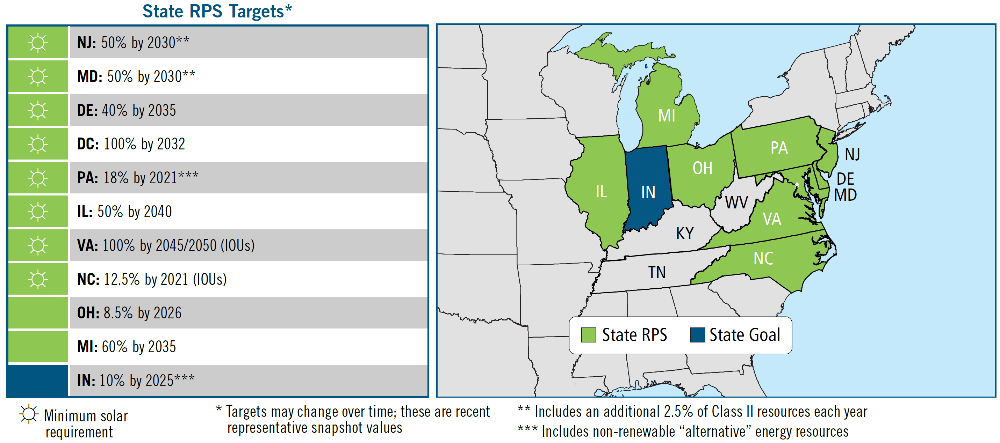 State RPS Targets*
NJ: 50% by 2030**
MD: 50% by 2030**
DE: 40% by 2035
DC: 100% by 2032
PA: 18% by 2021***
IL: 50% by 2040
VA: 100% by 2045/2050 (IOUs)
NC: 12.5% by 2021 (IOUs)
OH: 8.5% by 2026
MI: 60% by 2035
IN: 10% by 2025***
MI
PA
NJ
OH
DE
IL
IN
MD
WV
VA
KY
NC
TN
State RPS
State Goal
Minimum solar
requirement
* Targets may change over time; these are recent
representative snapshot values
** Includes an additional 2.5% of Class II resources each year
*** Includes non-renewable “alternative” energy resources